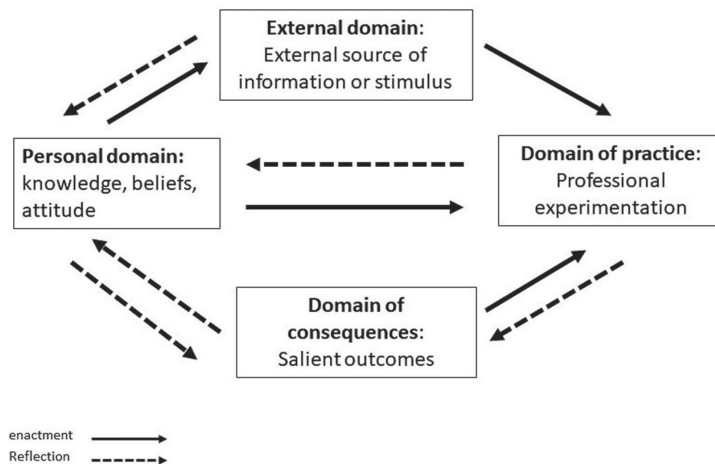 External domain:
External source of
information or stimulus
Personal domain:
knowledge, beliefs,
attitude
Domain of practice:
Professional
experimentation
Domain of
consequences:
Salient outcomes
enactment
Reflection